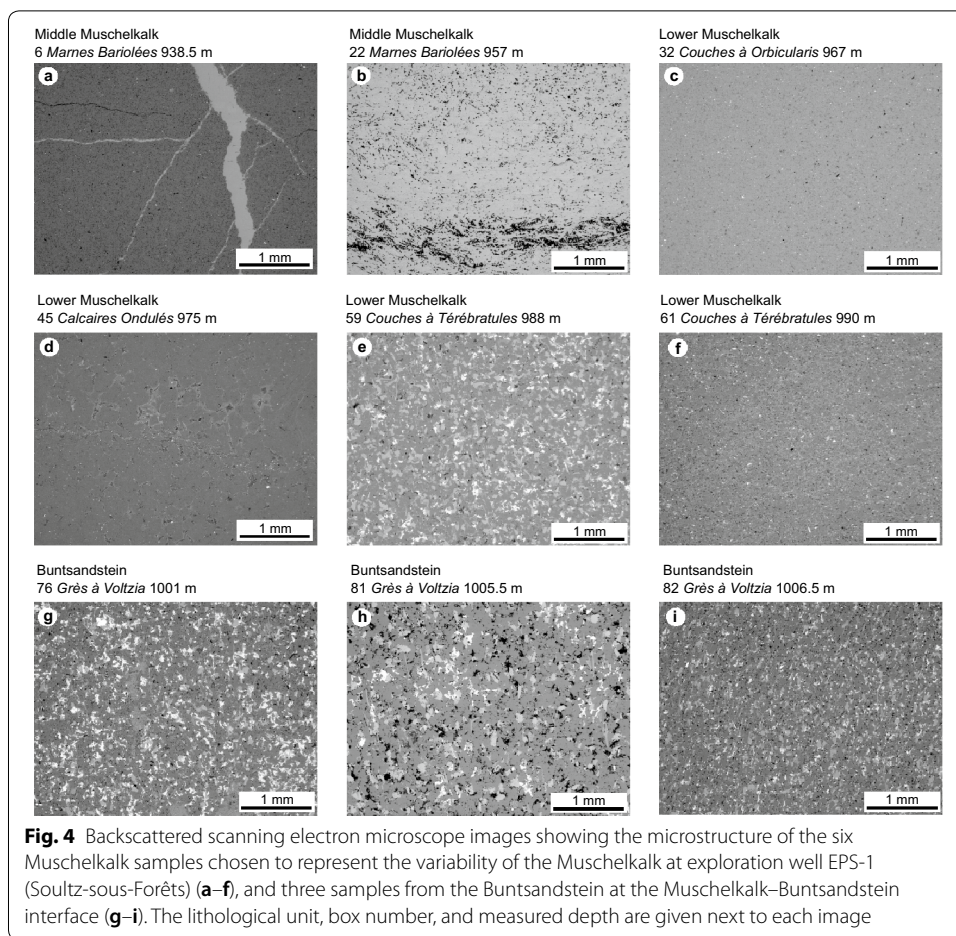 Middle Muschelkalk
6 Marnes Bariolées 938.5 m
Middle Muschelkalk
22 Marnes Bariolées 957 m
Lower Muschelkalk
32 Couches à Orbicularis 967 m
a
b
c
1 mm
1 mm
1 mm
Lower Muschelkalk
45 Calcaires Ondulés 975 m
Lower Muschelkalk
59 Couches à Térébratules 988 m
Lower Muschelkalk
61 Couches à Térébratules 990 m
d
e
f
1 mm
1 mm
1 mm
Buntsandstein
76 Grès à Voltzia 1001 m
Buntsandstein
81 Grès à Voltzia 1005.5 m
Buntsandstein
82 Grès à Voltzia 1006.5 m
g
h
i
1 mm
1 mm
1 mm
Fig. 4 Backscattered scanning electron microscope images showing the microstructure of the six
Muschelkalk samples chosen to represent the variability of the Muschelkalk at exploration well EPS-1
(Soultz-sous-Forêts) (a–f), and three samples from the Buntsandstein at the Muschelkalk–Buntsandstein
interface (g–i). The lithological unit, box number, and measured depth are given next to each image